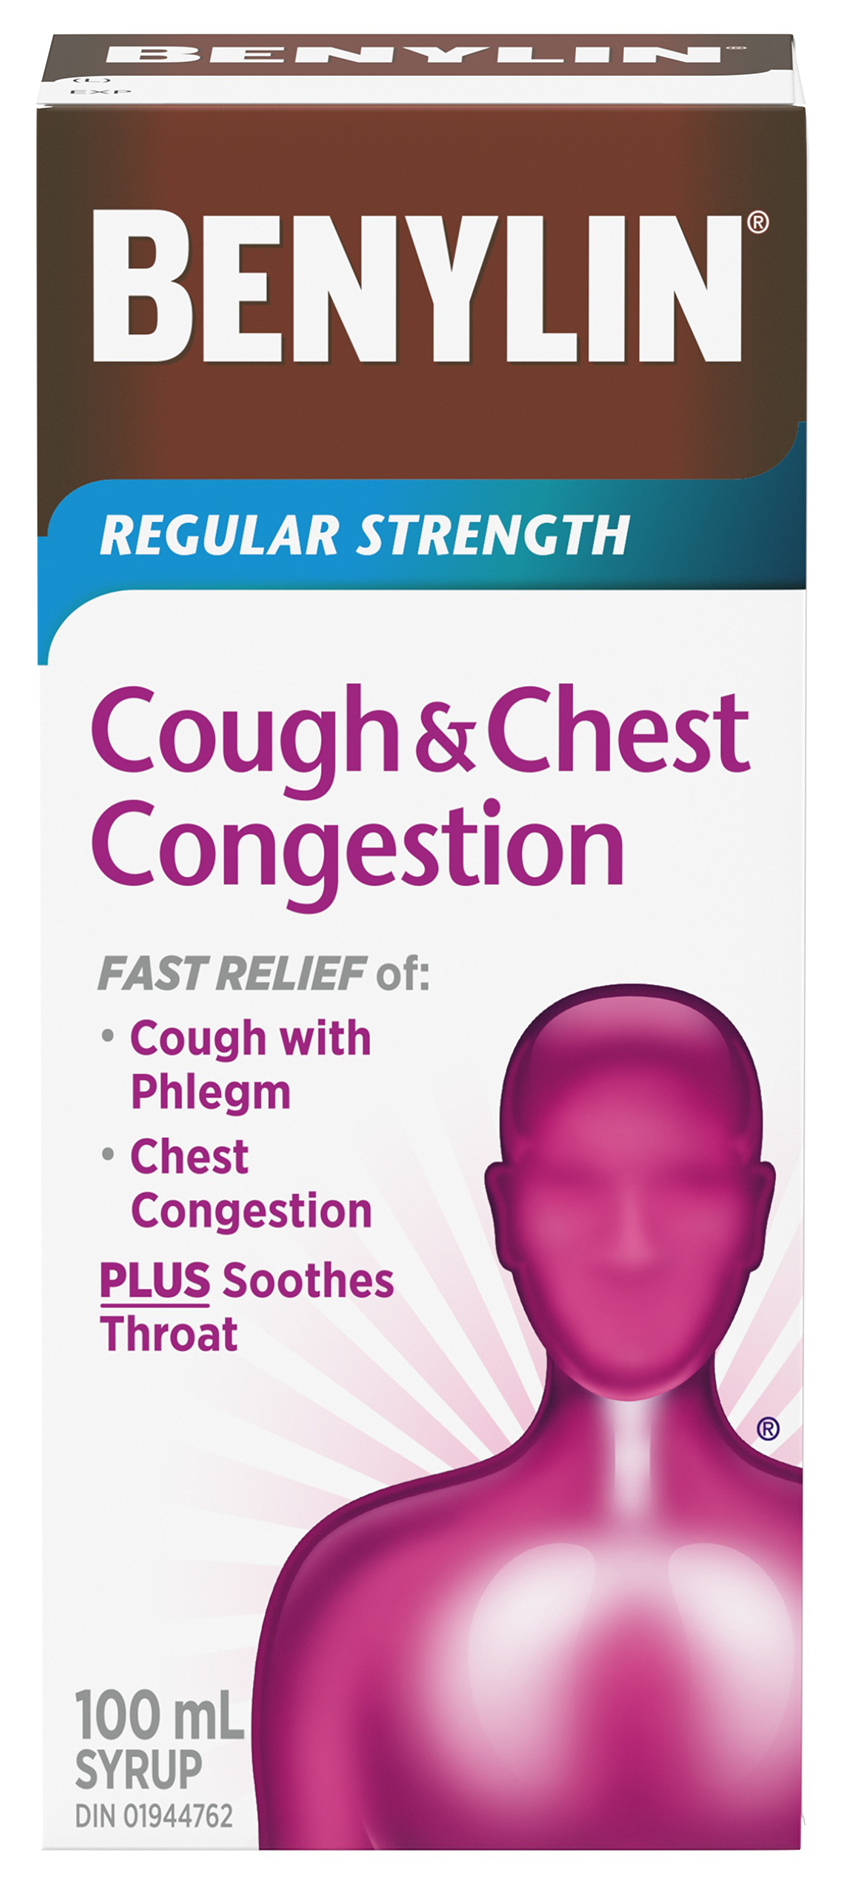 BENYLIN®
(L)
EXP
BENYLIN®
REGULAR STRENGTH
Cough & Chest
Congestion
FAST RELIEF of:
• Cough with
Phlegm
• Chest
Congestion
PLUS Soothes
Throat
®
100 mL
SYRUP
DIN 01944762